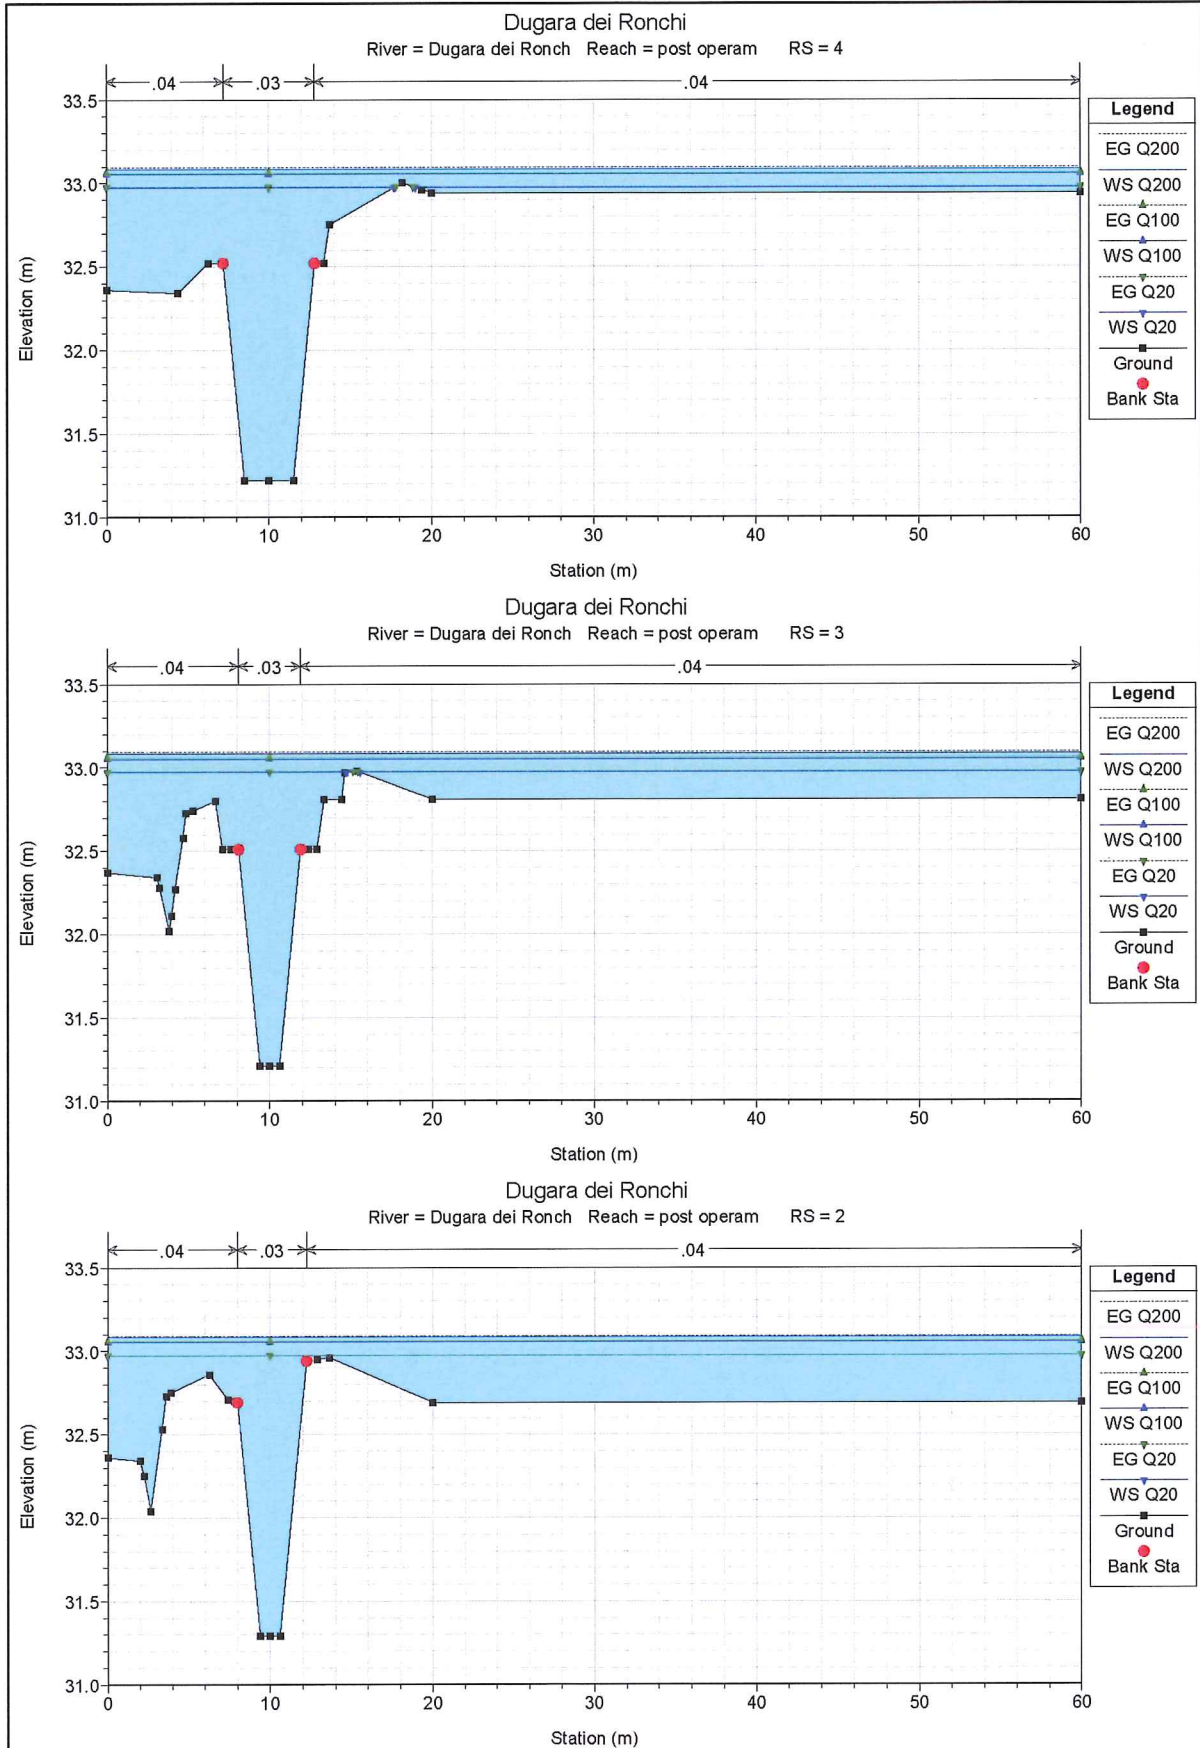 Dugara dei Ronchi
River = Dugara dei Ronch   Reach = post operam   RS = 4
.04   .03   .04
33.5
33.0
32.5
32.0
31.5
31.0
Elevation (m)
0   10   20   30   40   50   60
Station (m)
Legend
EG Q200
WS Q200
EG Q100
WS Q100
EG Q20
WS Q20
Ground
Bank Sta
Dugara dei Ronchi
River = Dugara dei Ronch   Reach = post operam   RS = 3
.04   .03   .04
33.5
33.0
32.5
32.0
31.5
31.0
Elevation (m)
0   10   20   30   40   50   60
Station (m)
Legend
EG Q200
WS Q200
EG Q100
WS Q100
EG Q20
WS Q20
Ground
Bank Sta
Dugara dei Ronchi
River = Dugara dei Ronch   Reach = post operam   RS = 2
.04   .03   .04
33.5
33.0
32.5
32.0
31.5
31.0
Elevation (m)
0   10   20   30   40   50   60
Station (m)
Legend
EG Q200
WS Q200
EG Q100
WS Q100
EG Q20
WS Q20
Ground
Bank Sta